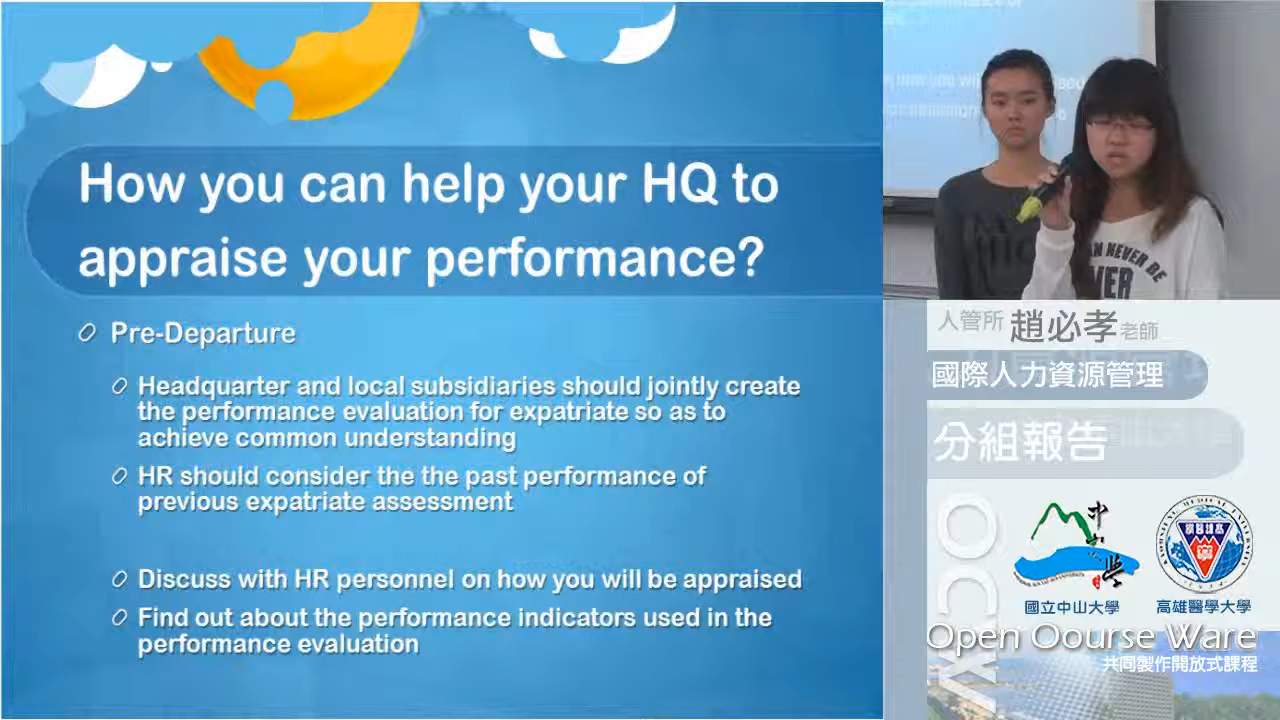 How you can help your HQ to
appraise your performance?
Pre-Departure
Headquarter and local subsidiaries should jointly create
the performance evaluation for expatriate so as to
achieve common understanding
HR should consider the the past performance of
previous expatriate assessment
Discuss with HR personnel on how you will be appraised
Find out about the performance indicators used in the
performance evaluation
NEVER BE
人管所 趙必孝老師
國際人力資源管理
分組報告
OCW
國立中山大學
高雄醫學大學
Open Oourse Ware
共同製作開放式課程